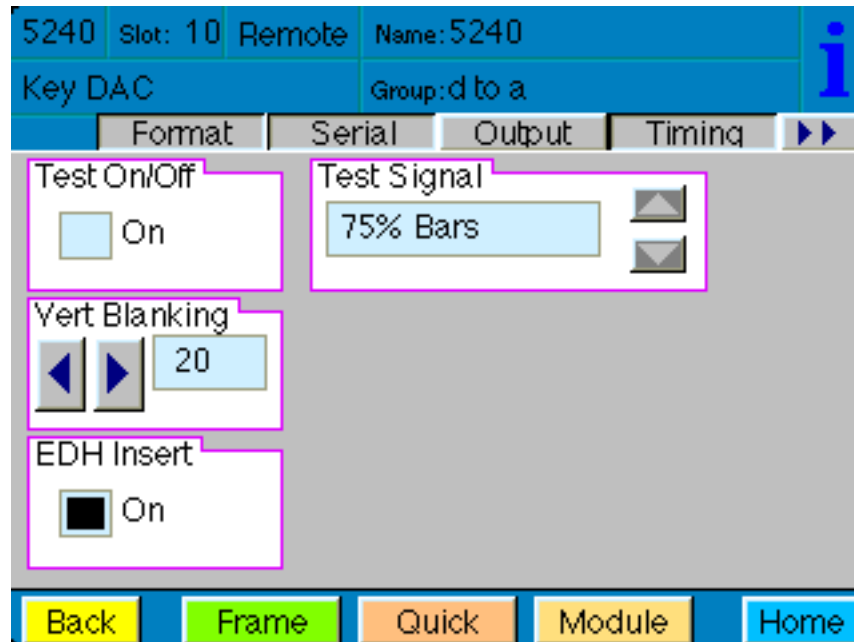 5240 Slot: 10 Remote Name:5240
Key DAC Group:d to a
Format Serial Output Timing
Test On/Off Test Signal
On 75% Bars
Vert Blanking
20
EDH Insert
On
Back Frame Quick Module Home